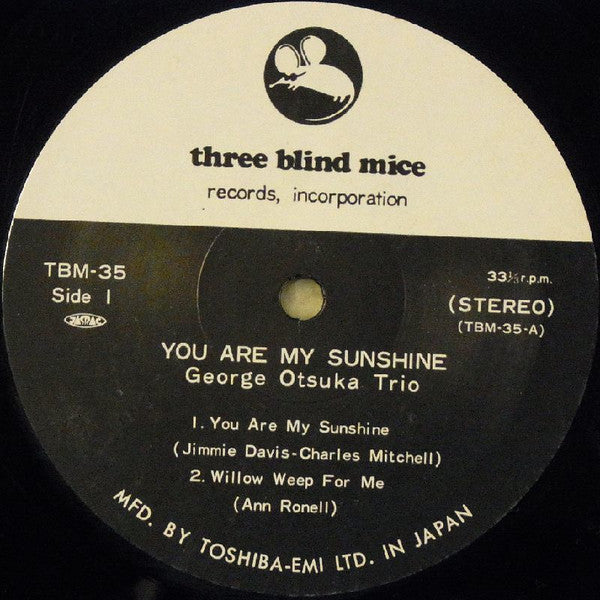 three blind mice
records, incorporation
TBM-35
Side 1
JASRAC
33⅓ r.p.m.
(STEREO)
(TBM-35-A)
YOU ARE MY SUNSHINE
George Otsuka Trio
1. You Are My Sunshine
(Jimmie Davis-Charles Mitchell)
2. Willow Weep For Me
(Ann Ronell)
MFD. BY TOSHIBA-EMI LTD. IN JAPAN